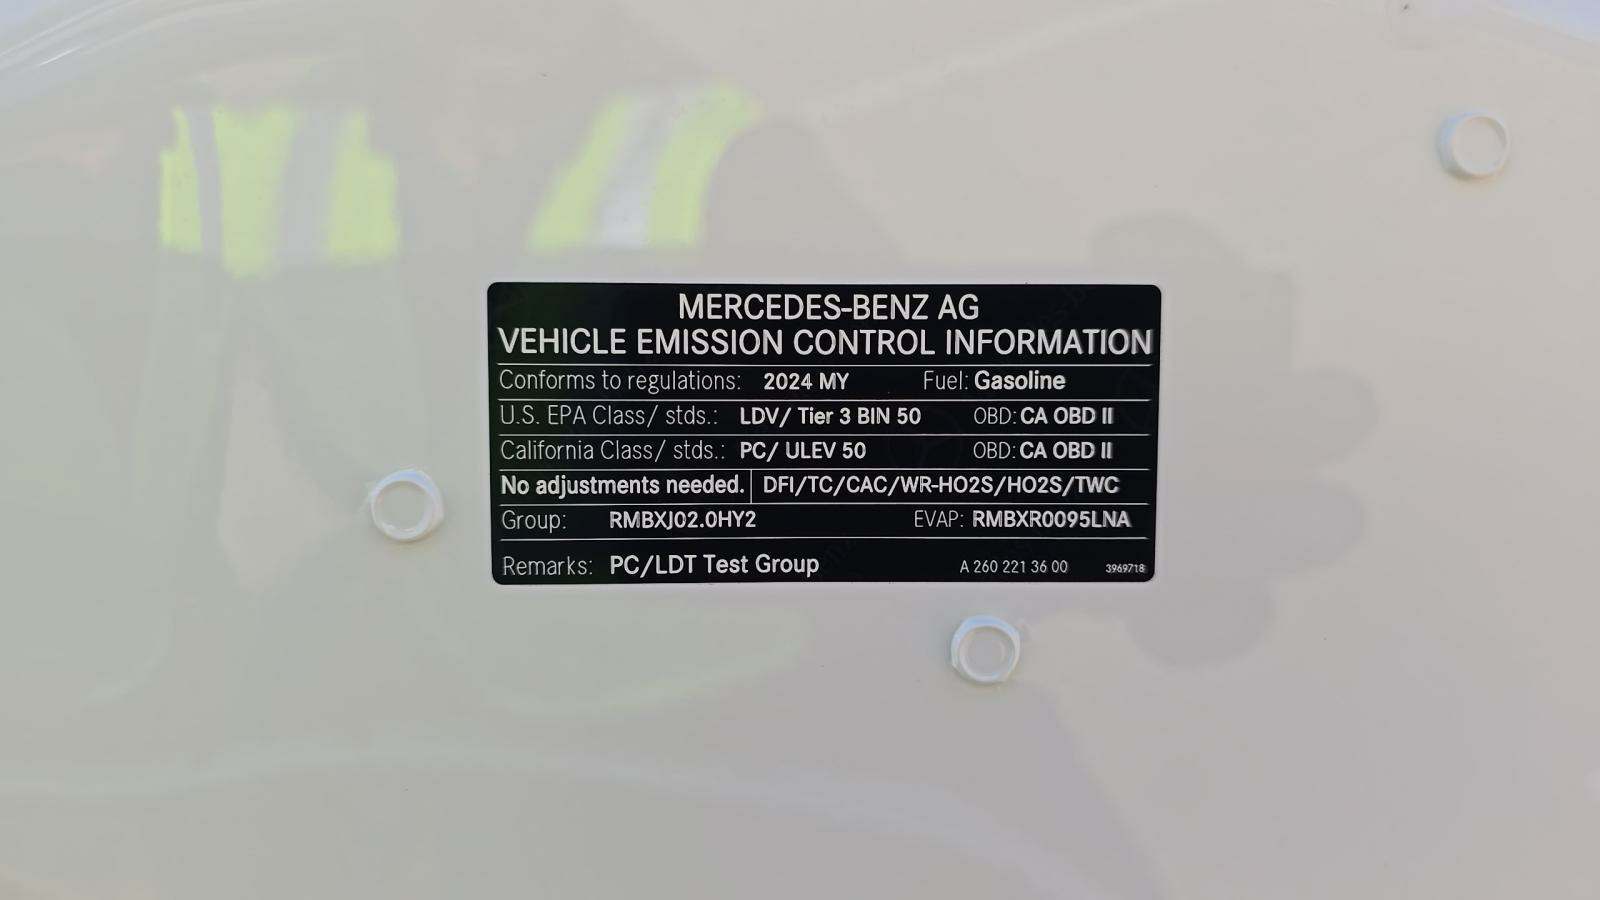 MERCEDES-BENZ AG
VEHICLE EMISSION CONTROL INFORMATION
Conforms to regulations: 2024 MY Fuel: Gasoline
U.S. EPA Class/ stds.: LDV/ Tier 3 BIN 50 OBD: CA OBD II
California Class/ stds.: PC/ ULEV 50 OBD: CA OBD II
No adjustments needed. DFI/TC/CAC/WR-HO2S/HO2S/TWC
Group: RMBXJ02.0HY2 EVAP: RMBXR0095LNA
Remarks: PC/LDT Test Group A 260 221 36 00 3969718